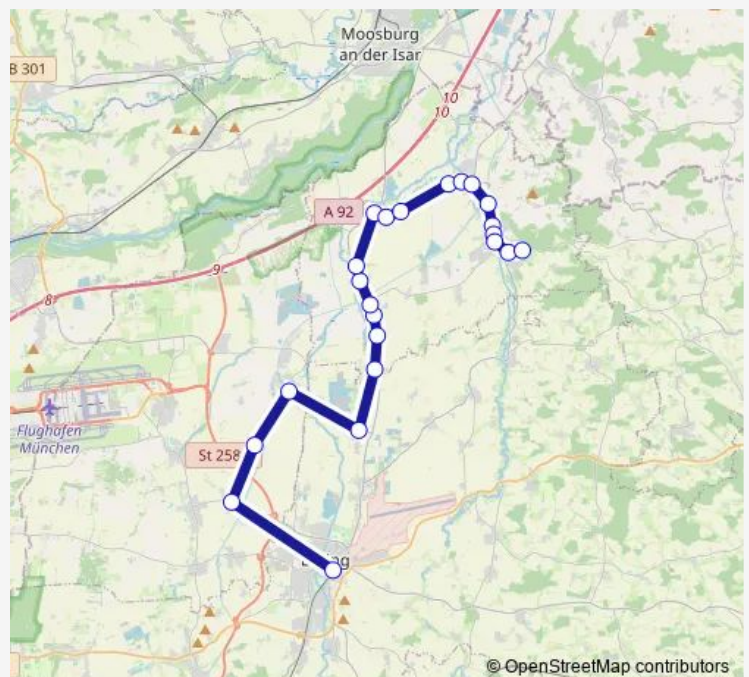 Moosburg
an der Isar
B 301
10
10
A 92
9
8
Flughafen
München
St 258
© OpenStreetMap contributors